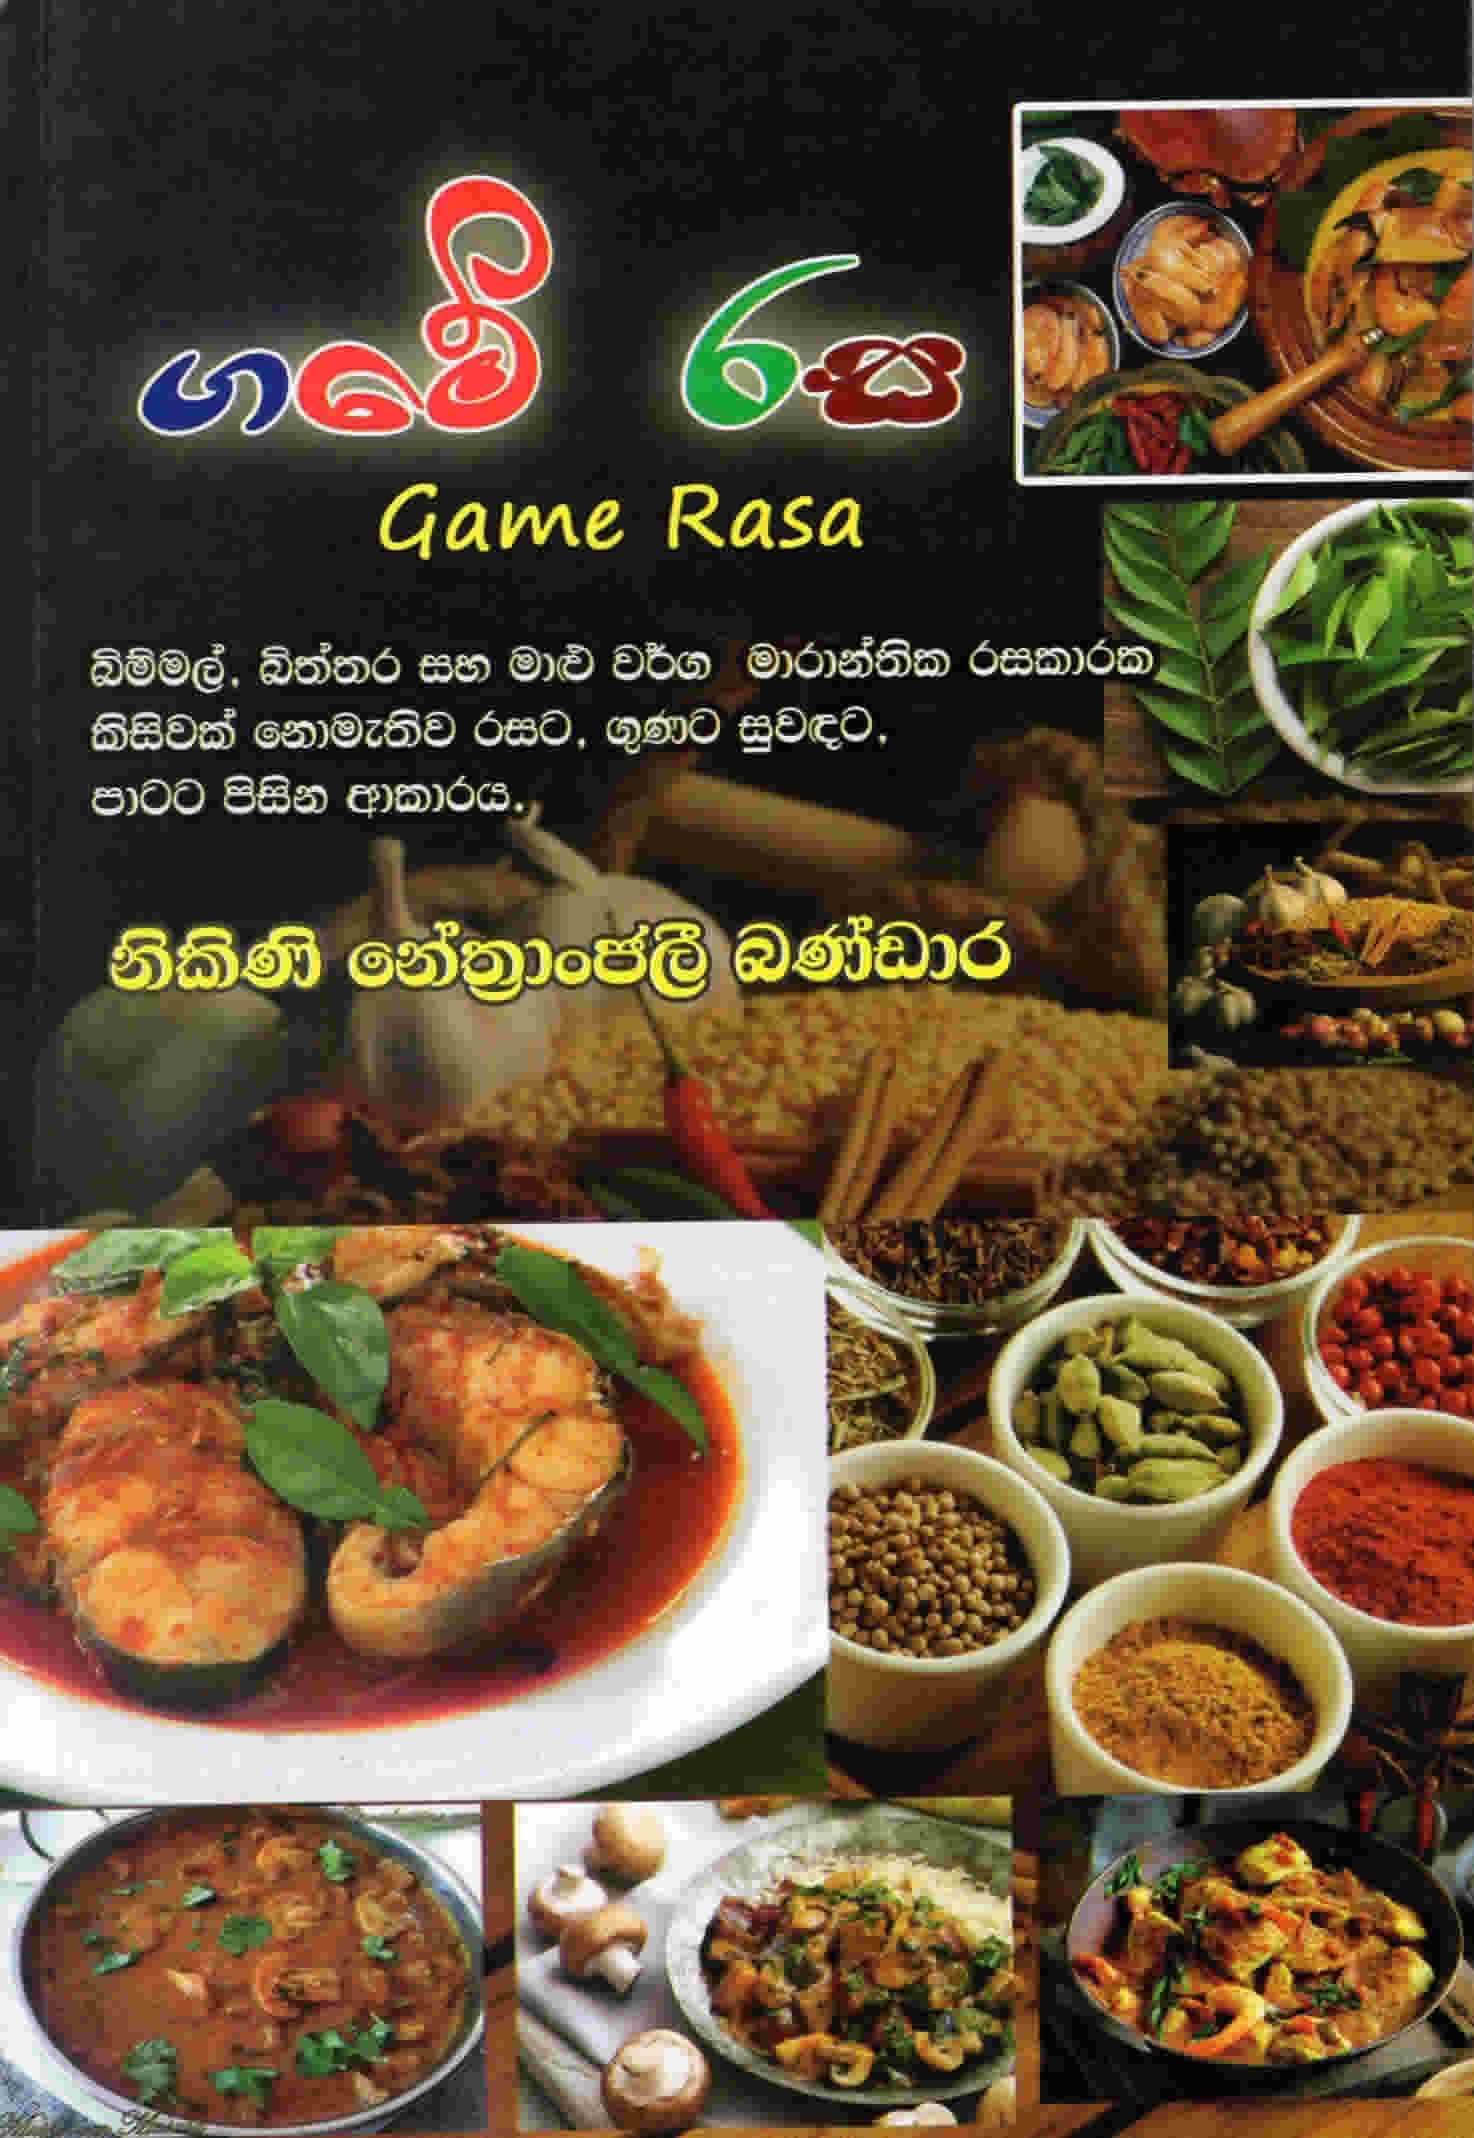 ගමේ රස
Game Rasa
බිම්මල්, බිත්තර සහ මාළු වර්ග මාරාන්තික රසකාරක
කිසිවක් නොමැතිව රසට, ගුණට සුවඳට,
පාටට පිසින ආකාරය.
නිකිණි නේත්‍රාංජලී බණ්ඩාර